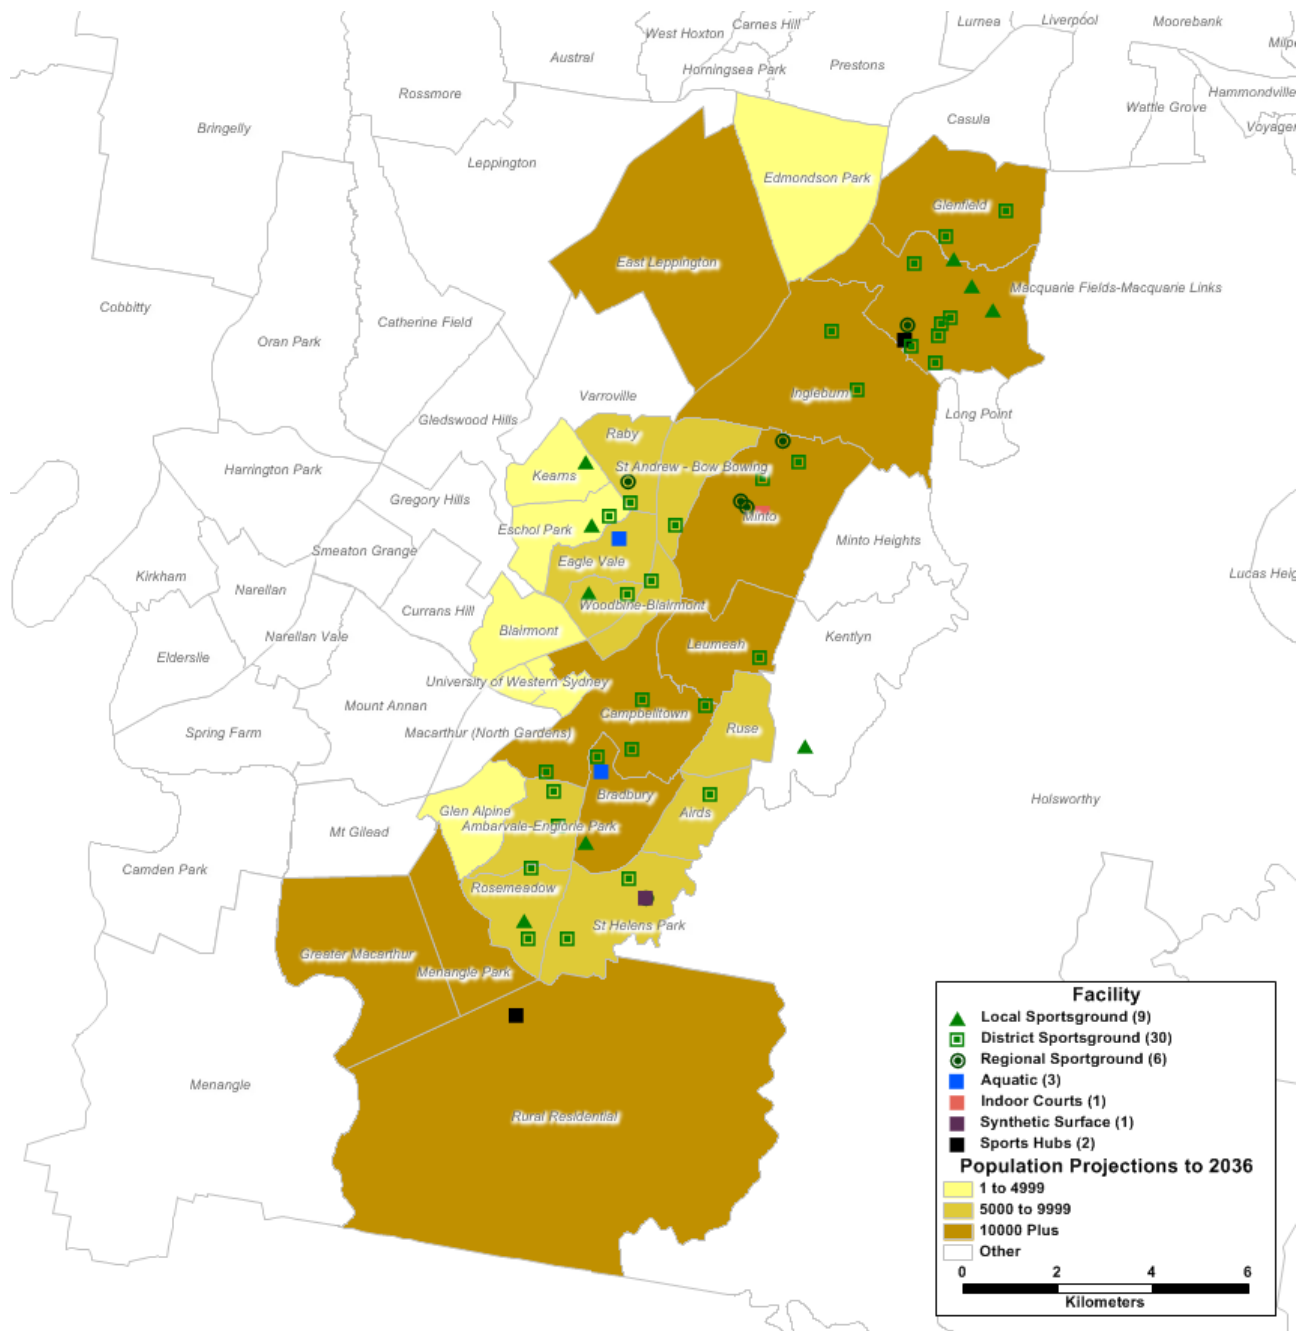 Carnes Hill
Lurnea
Liverpool
Moorebank
West Hoxton
Austral
Horningsea Park
Prestons
Rossmore
Hammondville
Wattle Grove
Casula
Bringelly
Leppington
Edmondson Park
Glenfield
East Leppington
Macquarie Fields-Macquarie Links
Cobbitty
Catherine Field
Oran Park
Ingleburn
Varroville
Long Point
Gledswood Hills
Raby
Harrington Park
St Andrew - Bow Bowing
Kearns
Gregory Hills
Minto
Eschol Park
Minto Heights
Smeaton Grange
Eagle Vale
Kirkham
Lucas Heig
Narellan
Woodbine-Blairmont
Currans Hill
Blairmont
Narellan Vale
Kentlyn
Leumeah
Elderslie
University of Western Sydney
Mount Annan
Campbelltown
Spring Farm
Macarthur (North Gardens)
Ruse
Bradbury
Holsworthy
Glen Alpine
Airds
Ambarvale-Englorie Park
Mt Gilead
Camden Park
Rosemeadow
St Helens Park
Greater Macarthur
Menangle Park
Menangle
Rural Residential
Facility
Local Sportsground (9)
District Sportsground (30)
Regional Sportground (6)
Aquatic (3)
Indoor Courts (1)
Synthetic Surface (1)
Sports Hubs (2)
Population Projections to 2036
1 to 4999
5000 to 9999
10000 Plus
Other
0 2 4 6
Kilometers